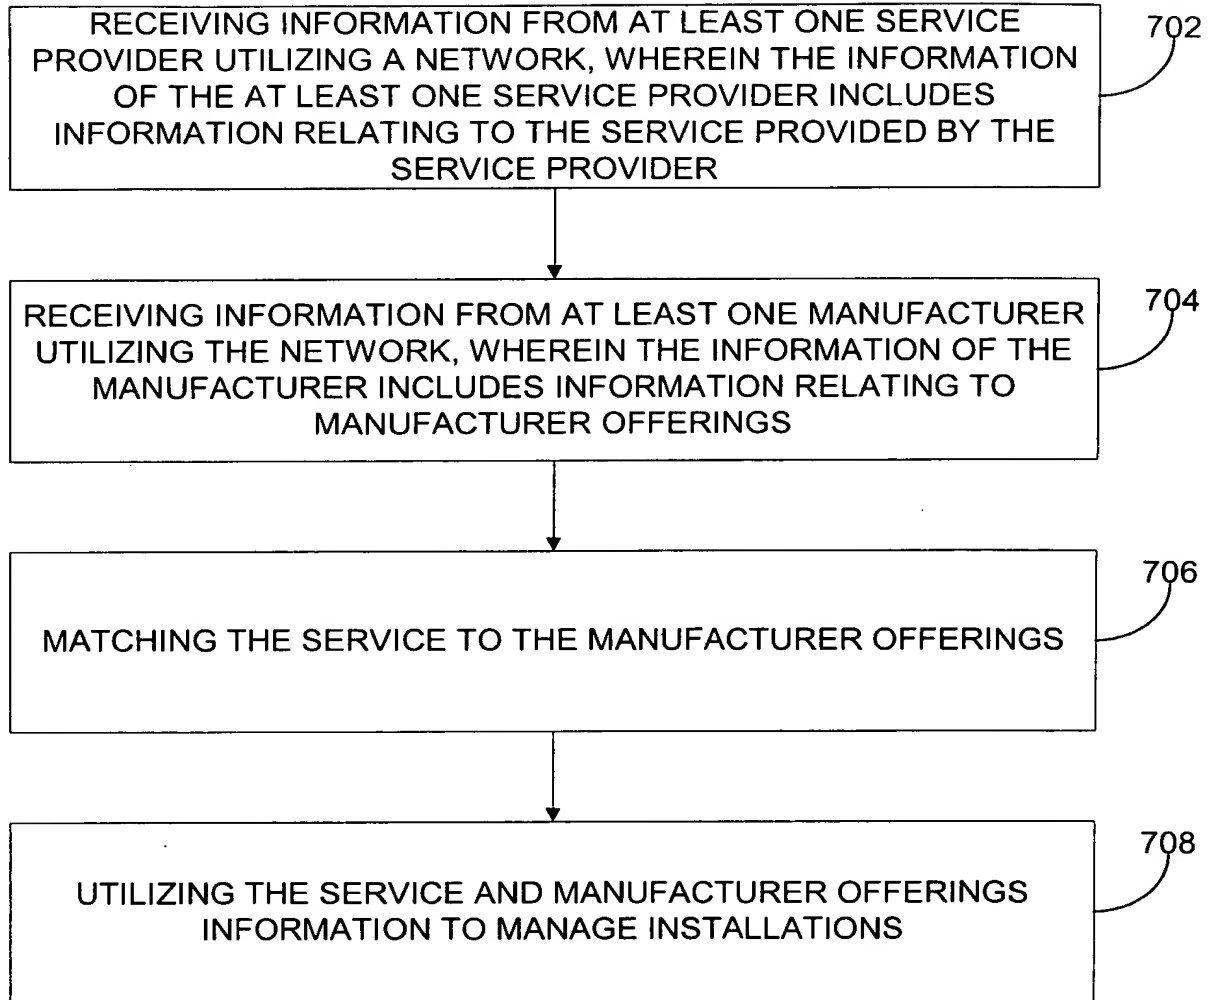 RECEIVING INFORMATION FROM AT LEAST ONE SERVICE
PROVIDER UTILIZING A NETWORK, WHEREIN THE INFORMATION
OF THE AT LEAST ONE SERVICE PROVIDER INCLUDES
INFORMATION RELATING TO THE SERVICE PROVIDED BY THE
SERVICE PROVIDER
702
RECEIVING INFORMATION FROM AT LEAST ONE MANUFACTURER
UTILIZING THE NETWORK, WHEREIN THE INFORMATION OF THE
MANUFACTURER INCLUDES INFORMATION RELATING TO
MANUFACTURER OFFERINGS
704
MATCHING THE SERVICE TO THE MANUFACTURER OFFERINGS
706
UTILIZING THE SERVICE AND MANUFACTURER OFFERINGS
INFORMATION TO MANAGE INSTALLATIONS
708